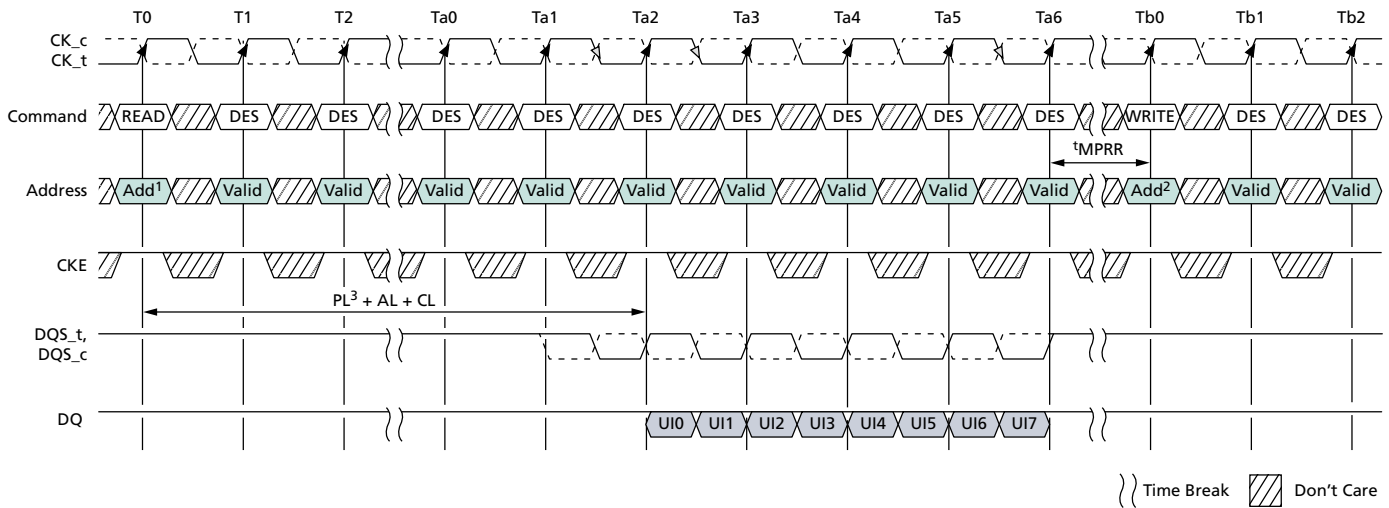 T0 T1 T2 Ta0 Ta1 Ta2 Ta3 Ta4 Ta5 Ta6 Tb0 Tb1 Tb2
CK_c
CK_t
Command READ DES DES DES DES DES DES DES DES DES WRITE DES DES
tMPRR
Address Add1 Valid Valid Valid Valid Valid Valid Valid Valid Valid Add2 Valid Valid
CKE
PL3 + AL + CL
DQS_t,
DQS_c
DQ UI0 UI1 UI2 UI3 UI4 UI5 UI6 UI7
Time Break Don't Care